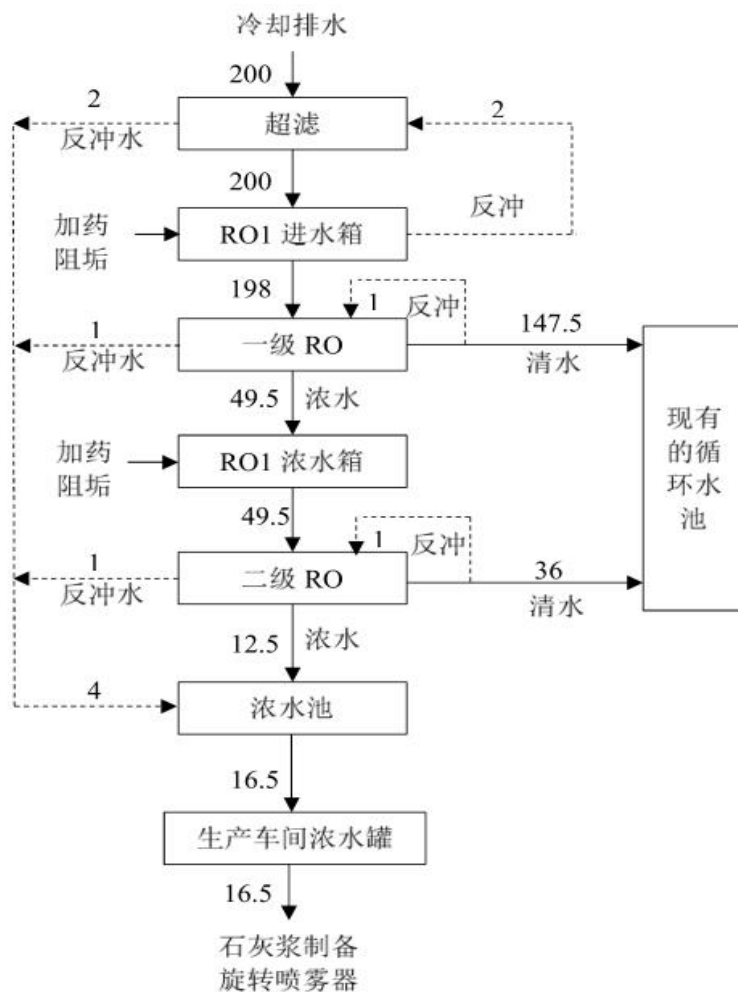 冷却排水
200
2
反冲水
超滤
2
200
反冲
加药
阻垢
RO1 进水箱
198
1
反冲
1
反冲水
一级 RO
147.5
清水
49.5
浓水
现有
的循
环水
池
加药
阻垢
RO1 浓水箱
49.5
1
反冲
1
反冲水
二级 RO
36
清水
12.5
浓水
4
浓水池
16.5
生产车间浓水罐
16.5
石灰浆制备
旋转喷雾器